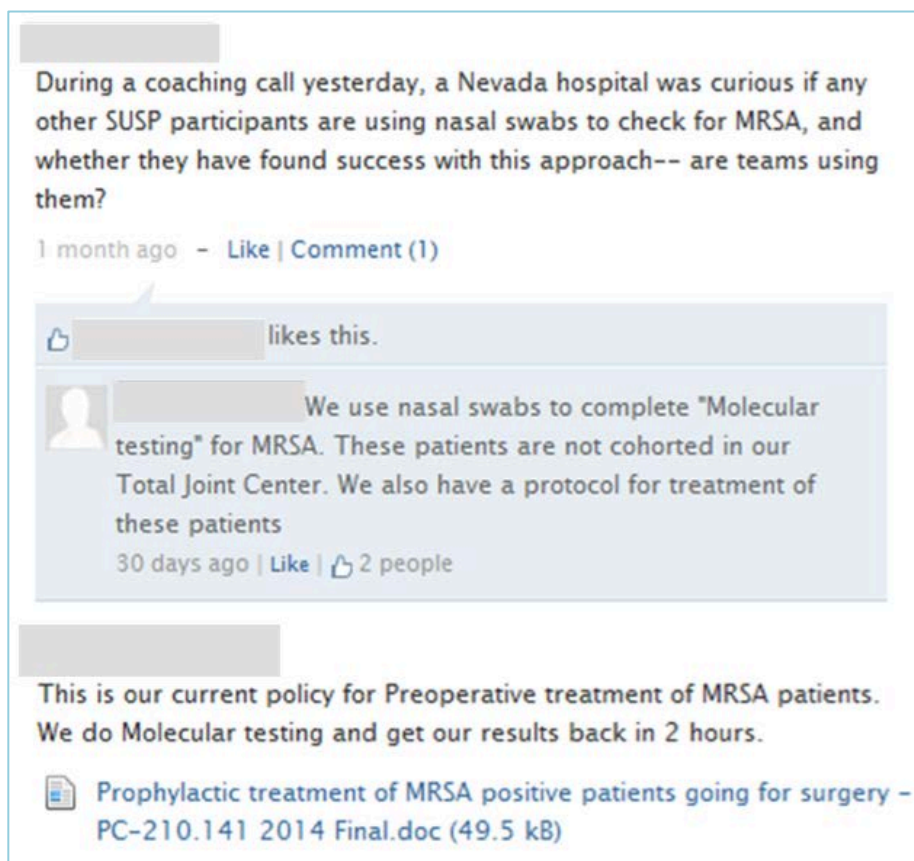 During a coaching call yesterday, a Nevada hospital was curious if any
other SUSP participants are using nasal swabs to check for MRSA, and
whether they have found success with this approach-- are teams using
them?
1 month ago - Like | Comment (1)
likes this.
We use nasal swabs to complete "Molecular
testing" for MRSA. These patients are not cohorted in our
Total Joint Center. We also have a protocol for treatment of
these patients
30 days ago | Like | 2 people
This is our current policy for Preoperative treatment of MRSA patients.
We do Molecular testing and get our results back in 2 hours.
Prophylactic treatment of MRSA positive patients going for surgery -
PC-210.141 2014 Final.doc (49.5 kB)